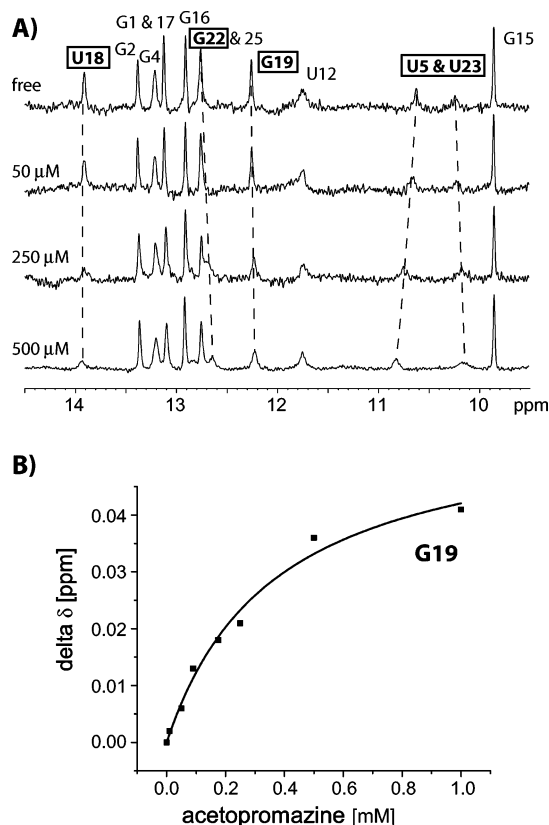 A)
G1 & 17 G16
U18 G2 G4 G22 & 25 G19 U12 U5 & U23 G15
free
50 µM
250 µM
500 µM
14 13 12 11 10 ppm
B)
0.04
0.03
0.02
0.01
0.00
delta δ [ppm]
G19
0.0 0.2 0.4 0.6 0.8 1.0
acetopromazine [mM]